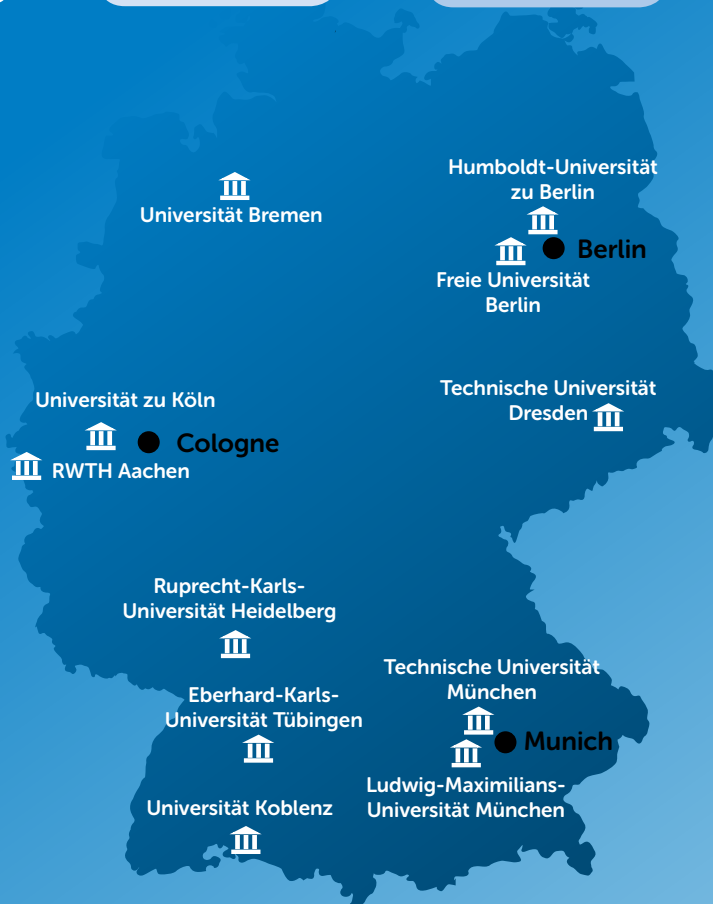 Humboldt-Universität
zu Berlin
Universität Bremen
Berlin
Freie Universität
Berlin
Technische Universität
Dresden
Universität zu Köln
Cologne
RWTH Aachen
Ruprecht-Karls-
Universität Heidelberg
Technische Universität
München
Eberhard-Karls-
Universität Tübingen
Munich
Ludwig-Maximilians-
Universität München
Universität Koblenz